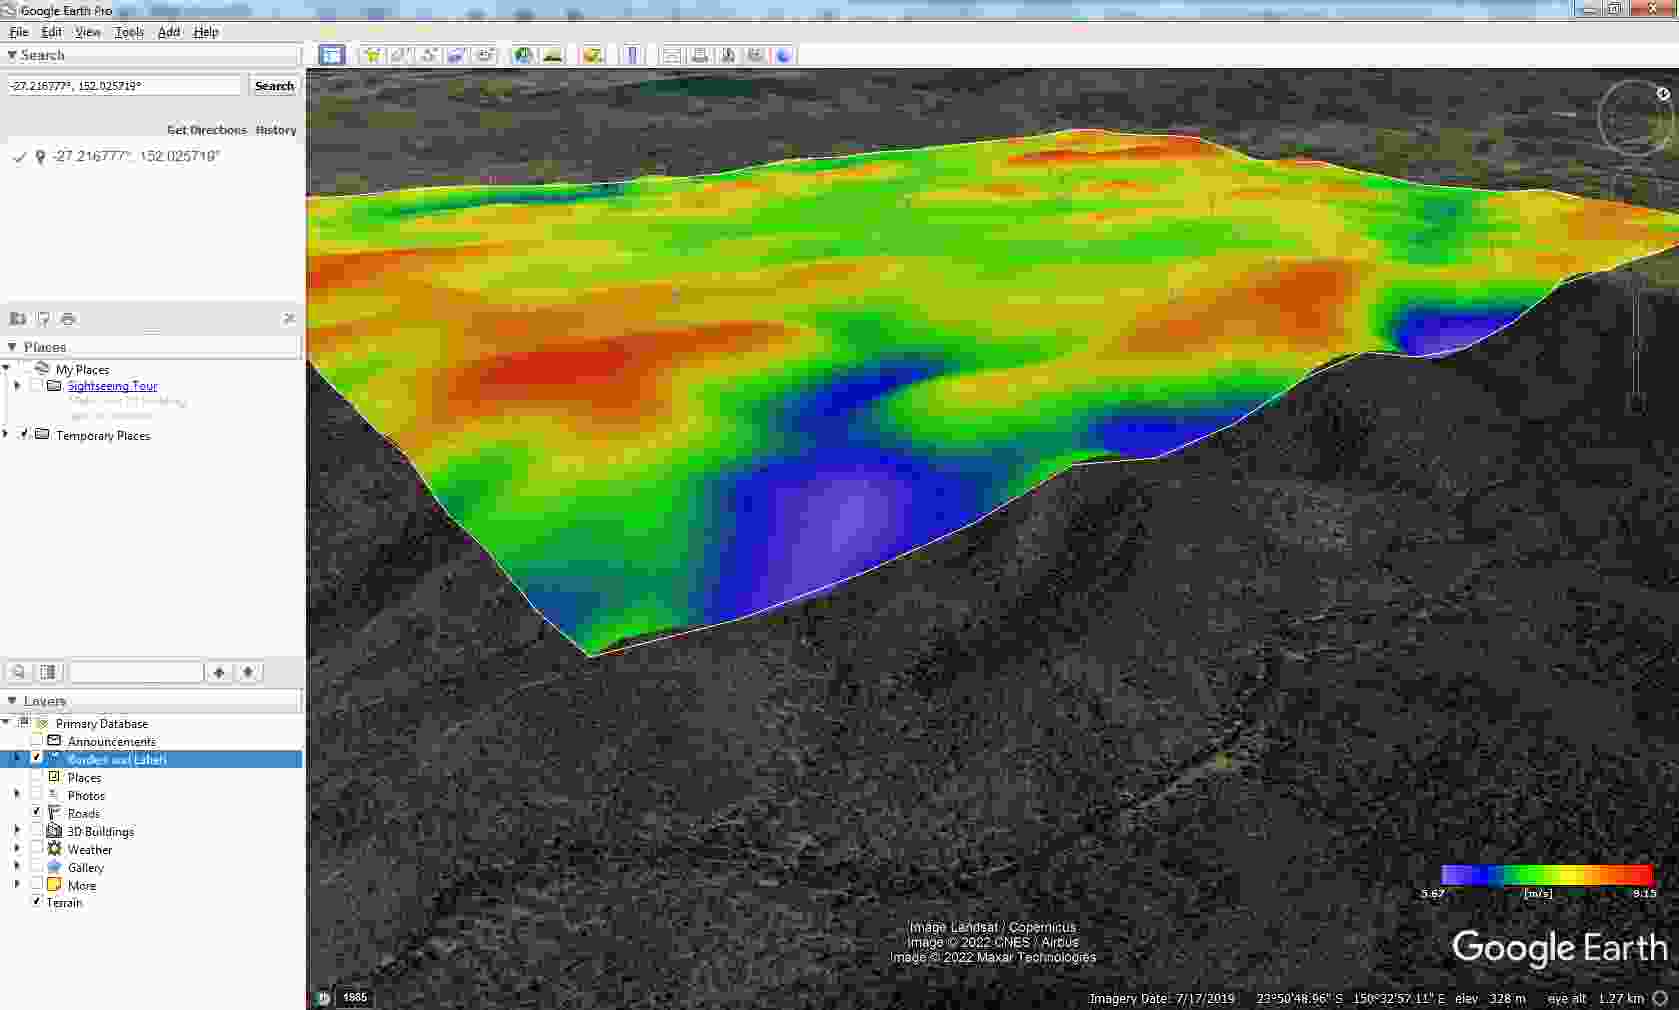 Google Earth Pro
File Edit View Tools Add Help
Search
-27.216777°, 152.025719°
Search
Get Directions History
-27.216777°, 152.025719°
Places
My Places
Sightseeing Tour
Temporary Places
Layers
Primary Database
Announcements
Borders and Labels
Places
Photos
Roads
3D Buildings
Weather
Gallery
More
Terrain
5.67 [m/s] 9.15
Image Landsat / Copernicus
Image © 2022 CNES / Airbus
Image © 2022 Maxar Technologies
Google Earth
1985
Imagery Date: 7/17/2019 23°50'48.96" S 150°32'57.11" E elev 328 m eye alt 1.27 km